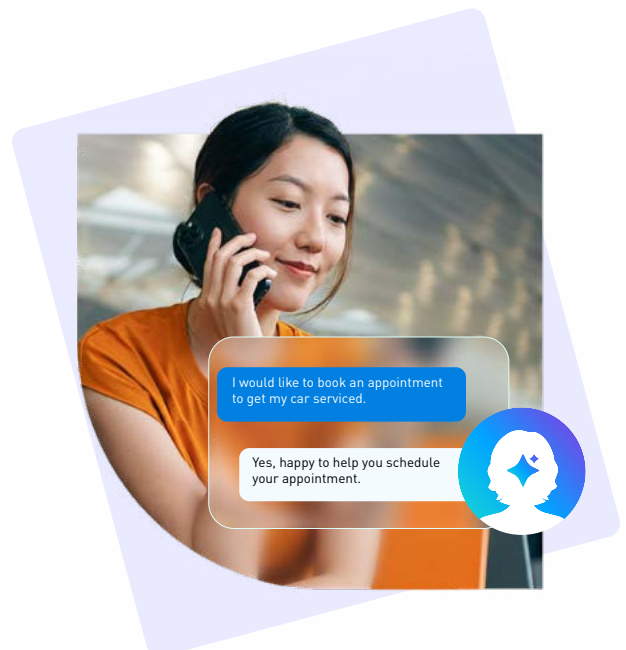 I would like to book an appointment
to get my car serviced.
Yes, happy to help you schedule
your appointment.